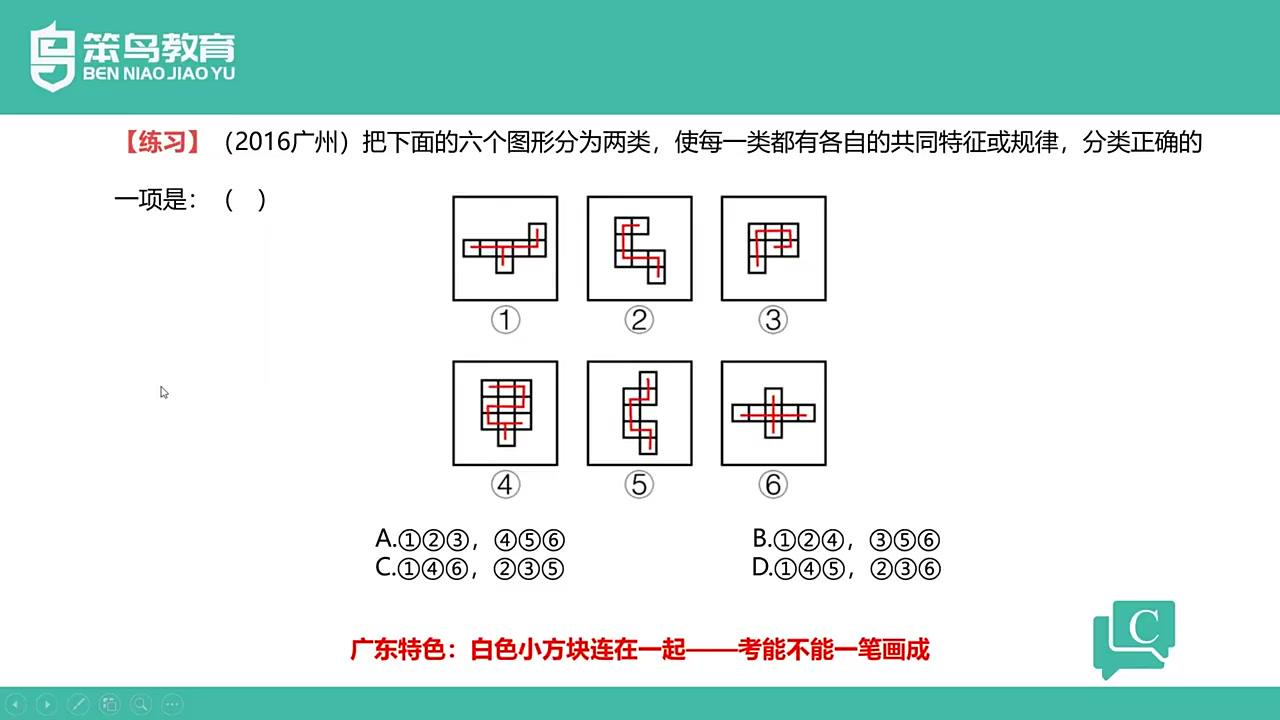 笨鸟教育
BEN NIAO JIAO YU
【练习】（2016广州）把下面的六个图形分为两类，使每一类都有各自的共同特征或规律，分类正确的
一项是：（ ）
① ② ③
④ ⑤ ⑥
A.①②③，④⑤⑥ B.①②④，③⑤⑥
C.①④⑥，②③⑤ D.①④⑤，②③⑥
广东特色：白色小方块连在一起——考能不能一笔画成
C